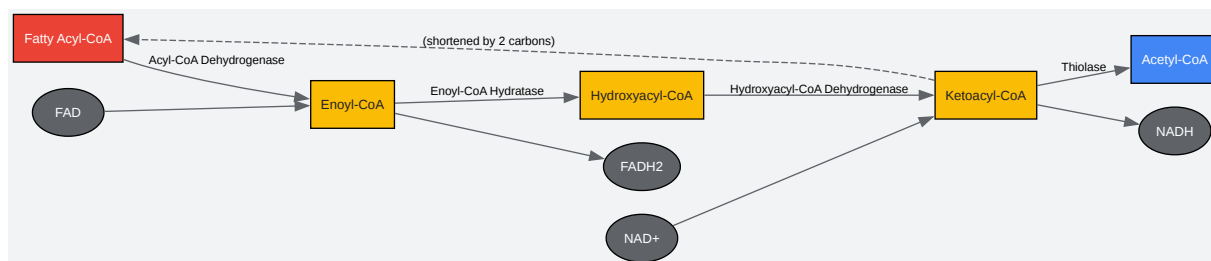 Fatty Acyl-CoA
(shortened by 2 carbons)
Acyl-CoA Dehydrogenase
Thiolase
Acetyl-CoA
FAD
Enoyl-CoA
Enoyl-CoA Hydratase
Hydroxyacyl-CoA
Hydroxyacyl-CoA Dehydrogenase
Ketoacyl-CoA
NADH
FADH2
NAD+